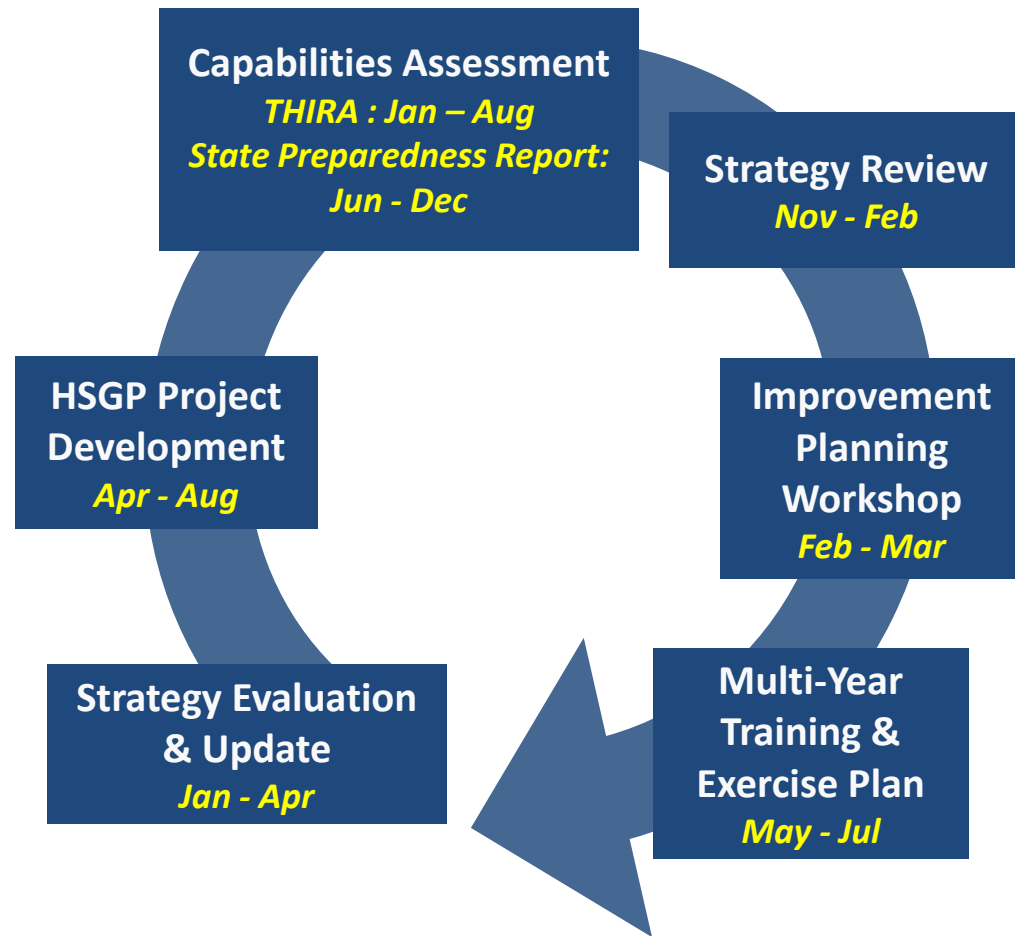 Capabilities Assessment
THIRA : Jan – Aug
State Preparedness Report:
Jun - Dec
Strategy Review
Nov - Feb
Improvement
Planning
Workshop
Feb - Mar
Multi-Year
Training &
Exercise Plan
May - Jul
Strategy Evaluation
& Update
Jan - Apr
HSGP Project
Development
Apr - Aug